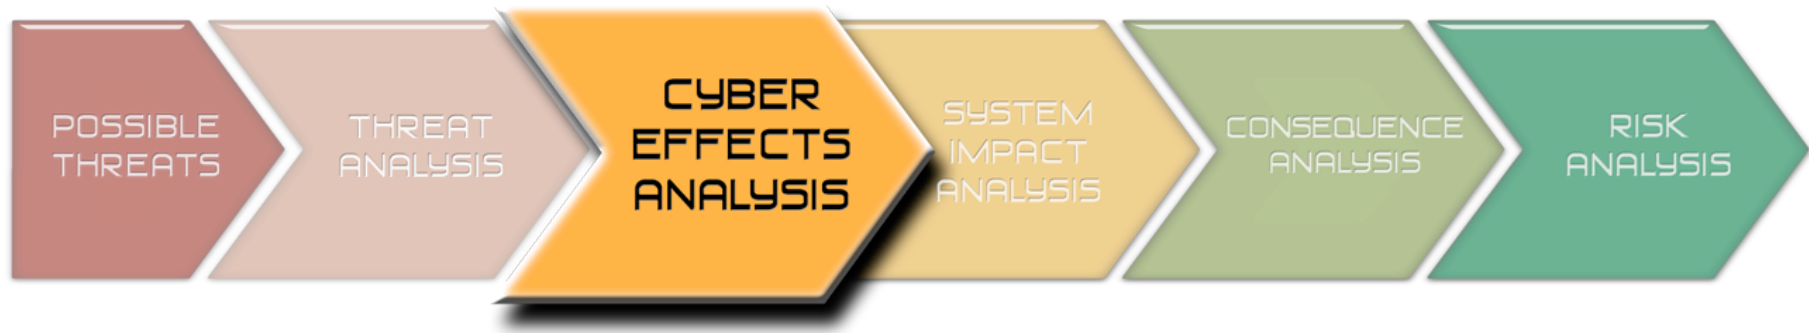 POSSIBLE
THREATS
THREAT
ANALYSIS
CYBER
EFFECTS
ANALYSIS
SYSTEM
IMPACT
ANALYSIS
CONSEQUENCE
ANALYSIS
RISK
ANALYSIS